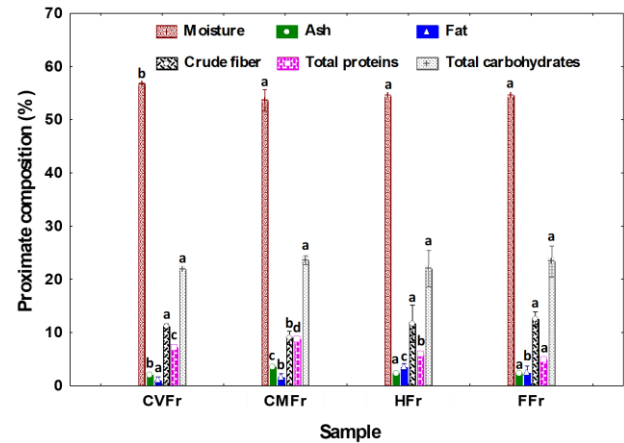 70
60
50
40
30
20
10
0
Proximate composition (%)
Moisture Ash Fat
Crude fiber Total proteins Total carbohydrates
b b a a c a
a c b b d a
a a c a b a
a a b a a a
CVFr CMFr HFr FFr
Sample